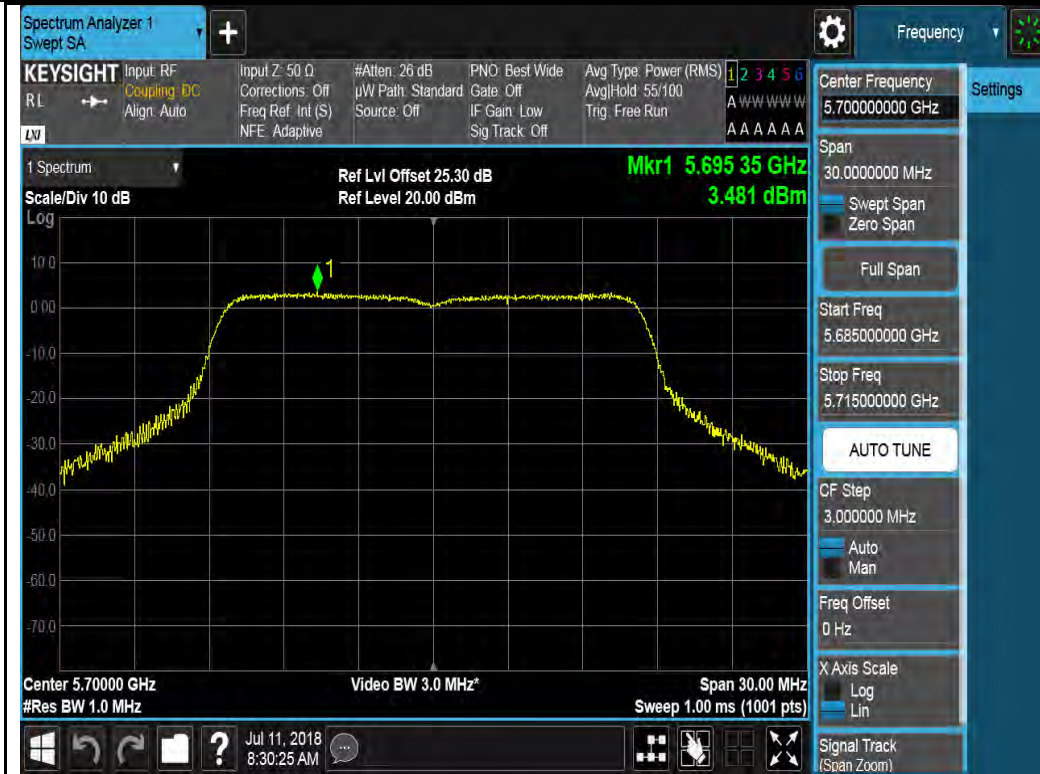 Spectrum Analyzer 1
Swept SA
+
Frequency
KEYSIGHT
RL
LXI
Input: RF
Coupling: DC
Align: Auto
Input Z: 50 Ω
Corrections: Off
Freq Ref: Int (S)
NFE: Adaptive
#Atten: 26 dB
µW Path: Standard
Source: Off
PNO: Best Wide
Gate: Off
IF Gain: Low
Sig Track: Off
Avg Type: Power (RMS)
Avg|Hold: 55/100
Trig: Free Run
1 2 3 4 5 6
A W W W W W
A A A A A A
1 Spectrum
Scale/Div 10 dB
Ref Lvl Offset 25.30 dB
Ref Level 20.00 dBm
Mkr1 5.695 35 GHz
3.481 dBm
Log
1
10.0
0.00
-10.0
-20.0
-30.0
-40.0
-50.0
-60.0
-70.0
Center 5.70000 GHz
#Res BW 1.0 MHz
Video BW 3.0 MHz*
Span 30.00 MHz
Sweep 1.00 ms (1001 pts)
Jul 11, 2018
8:30:25 AM
?
Center Frequency
5.700000000 GHz
Settings
Span
30.0000000 MHz
Swept Span
Zero Span
Full Span
Start Freq
5.685000000 GHz
Stop Freq
5.715000000 GHz
AUTO TUNE
CF Step
3.000000 MHz
Auto
Man
Freq Offset
0 Hz
X Axis Scale
Log
Lin
Signal Track
(Span Zoom)